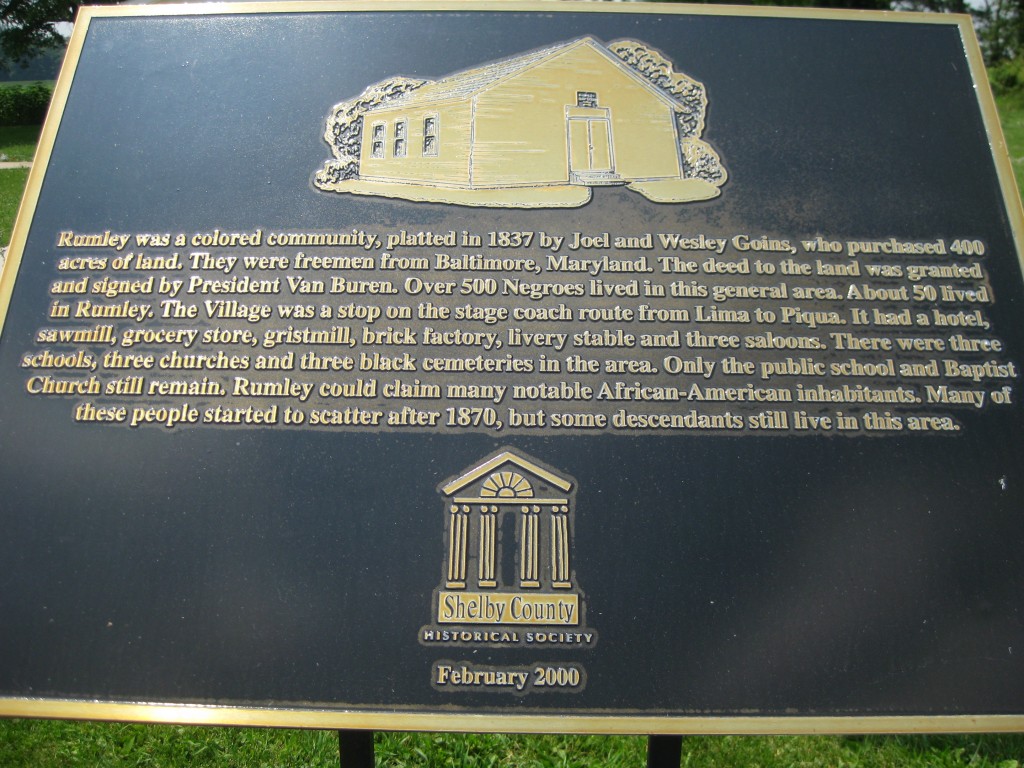 Rumley was a colored community, platted in 1837 by Joel and Wesley Goins, who purchased 400
acres of land. They were freemen from Baltimore, Maryland. The deed to the land was granted
and signed by President Van Buren. Over 500 Negroes lived in this general area. About 50 lived
in Rumley. The Village was a stop on the stage coach route from Lima to Piqua. It had a hotel,
sawmill, grocery store, gristmill, brick factory, livery stable and three saloons. There were three
schools, three churches and three black cemeteries in the area. Only the public school and Baptist
Church still remain. Rumley could claim many notable African-American inhabitants. Many of
these people started to scatter after 1870, but some descendants still live in this area.
Shelby County
HISTORICAL SOCIETY
February 2000